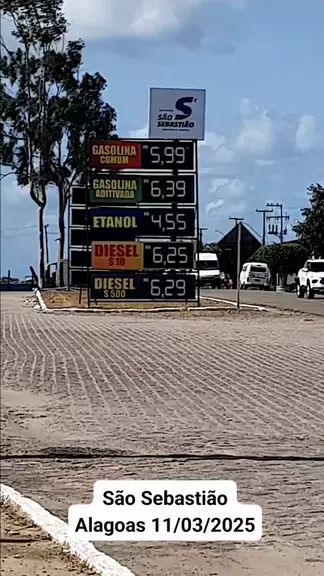 S
SÃO
SEBASTIÃO
GASOLINA
COMUM 5,99
GASOLINA
ADITIVADA 6,39
ETANOL 4,55
DIESEL
S10 6,25
DIESEL
S500 6,29
São Sebastião
Alagoas 11/03/2025